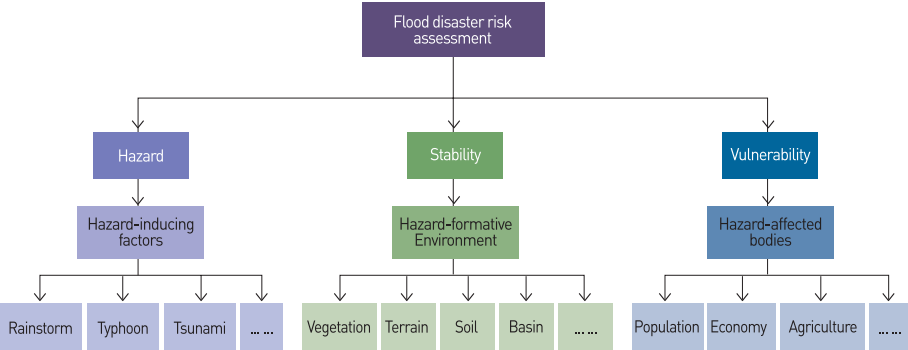 Flood disaster risk
assessment
Hazard
Stability
Vulnerability
Hazard-inducing
factors
Hazard-formative
Environment
Hazard-affected
bodies
Rainstorm
Typhoon
Tsunami
... ...
Vegetation
Terrain
Soil
Basin
... ...
Population
Economy
Agriculture
... ...